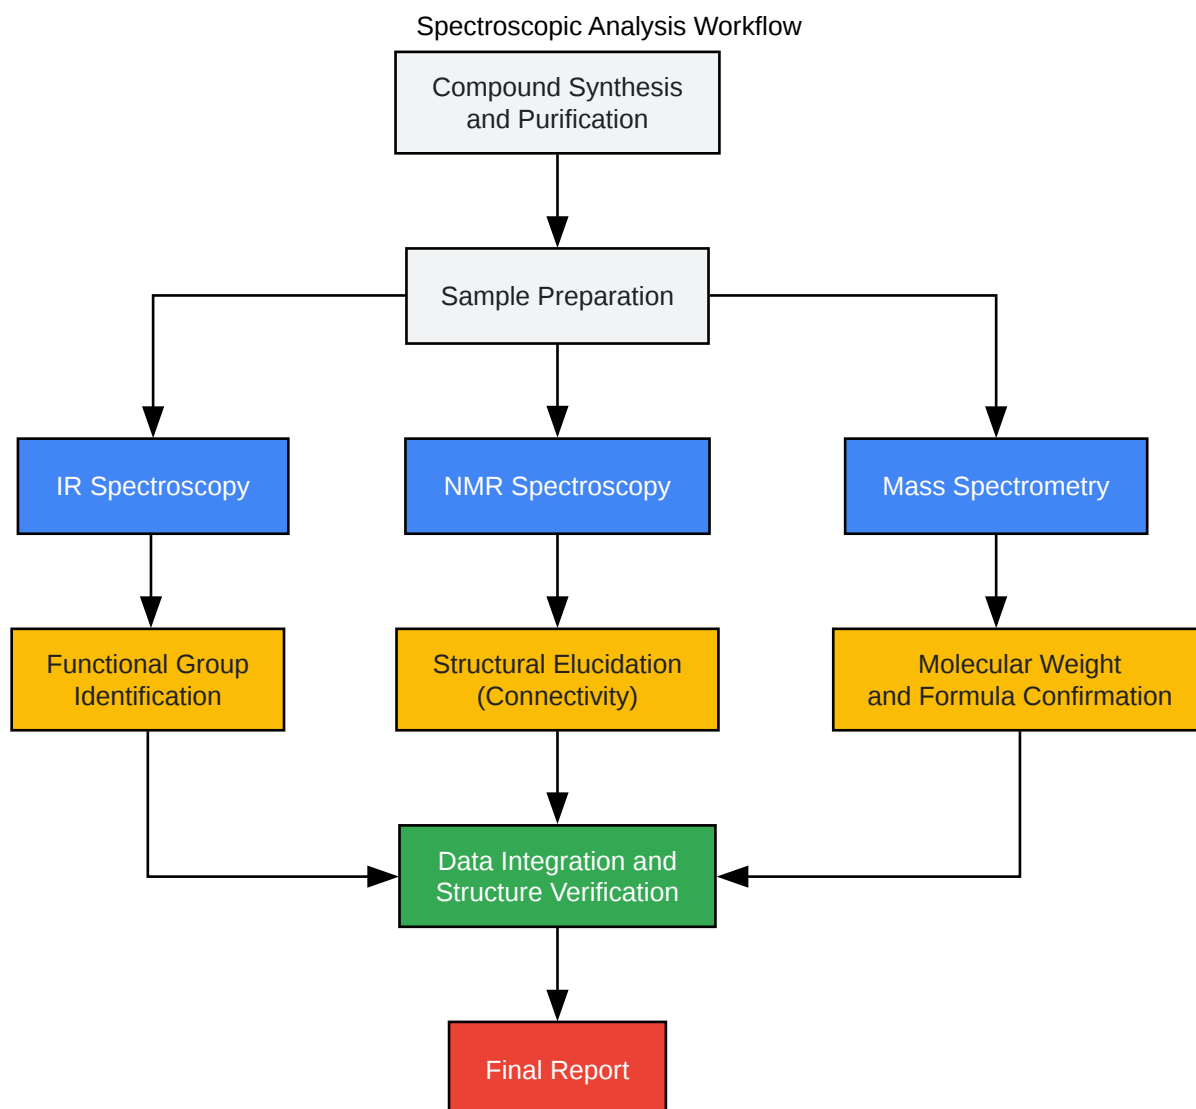 Spectroscopic Analysis Workflow
Compound Synthesis
and Purification
Sample Preparation
IR Spectroscopy
NMR Spectroscopy
Mass Spectrometry
Functional Group
Identification
Structural Elucidation
(Connectivity)
Molecular Weight
and Formula Confirmation
Data Integration and
Structure Verification
Final Report